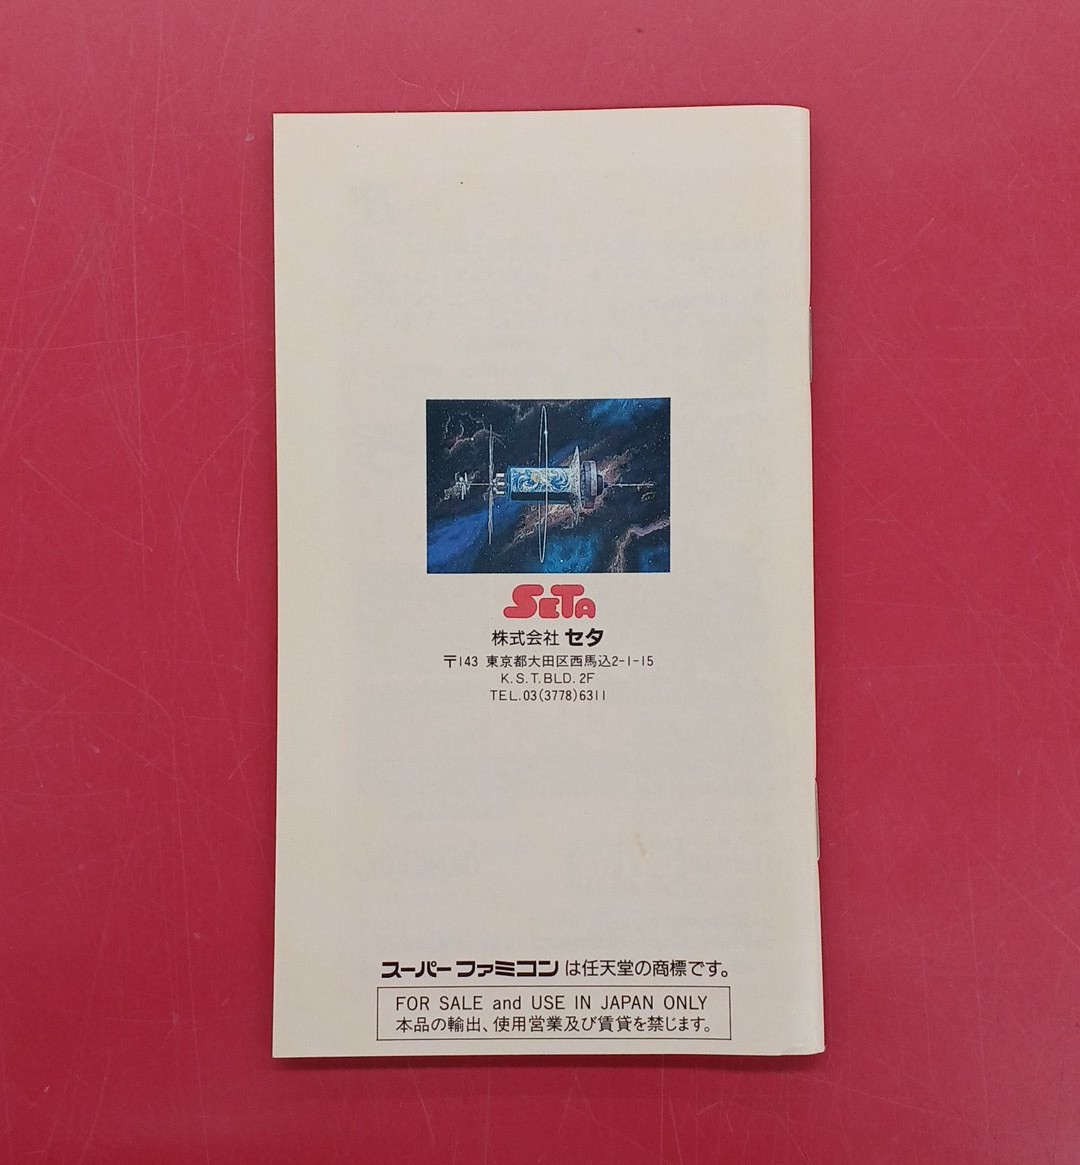 SETA
株式会社 セタ
〒143 東京都大田区西馬込2-1-15
K.S.T.BLD. 2F
TEL.03(3778)6311
スーパーファミコンは任天堂の商標です。
FOR SALE and USE IN JAPAN ONLY
本品の輸出、使用営業及び賃貸を禁じます。